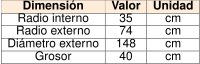 Dimensión Valor Unidad
Radio interno 35 cm
Radio externo 74 cm
Diámetro externo 148 cm
Grosor 40 cm